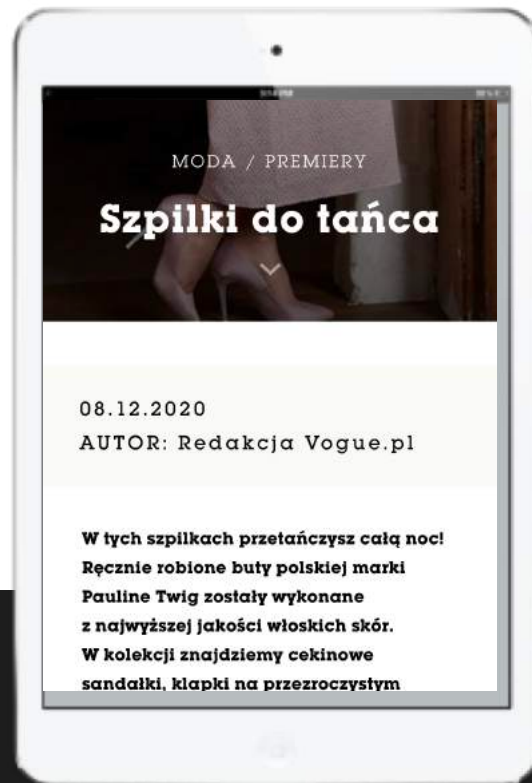 MODA / PREMIERY
Szpilki do tańca
08.12.2020
AUTOR: Redakcja Vogue.pl
W tych szpilkach przetańczysz całą noc!
Ręcznie robione buty polskiej marki
Pauline Twig zostały wykonane
z najwyższej jakości włoskich skór.
W kolekcji znajdziemy cekinowe
sandałki, klapki na przezroczystym